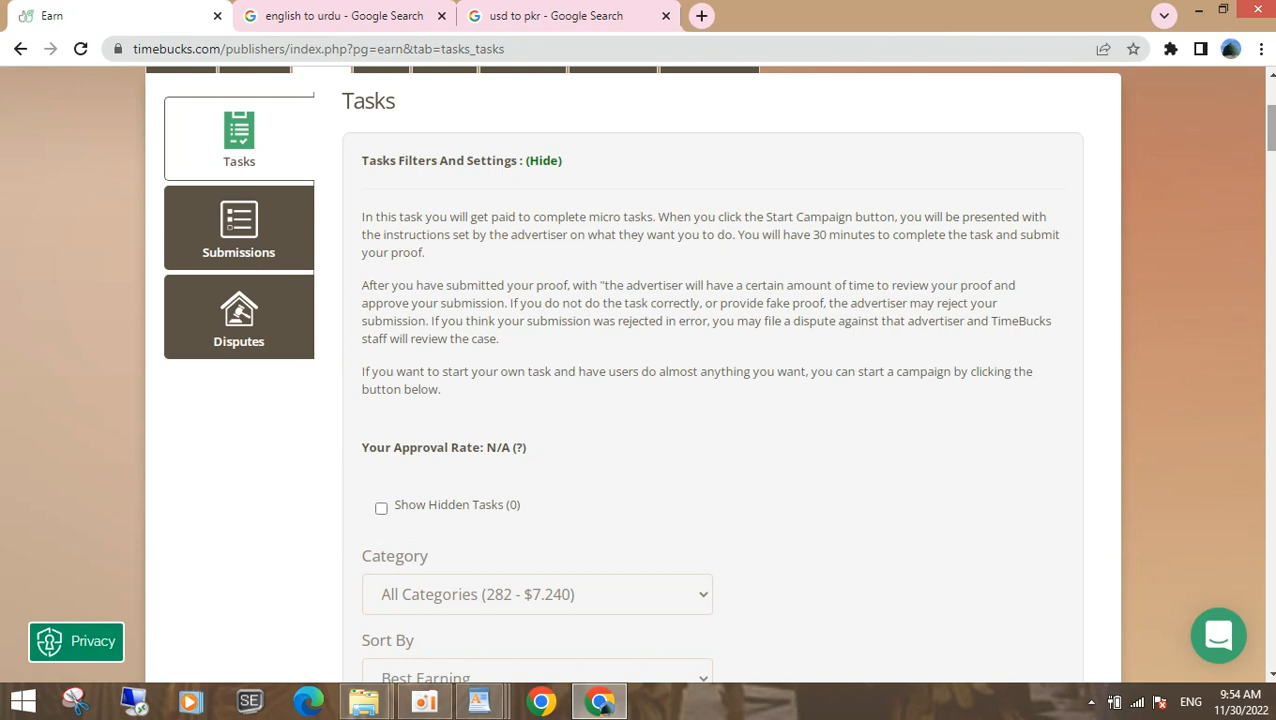 Earn
english to urdu - Google Search
usd to pkr - Google Search
timebucks.com/publishers/index.php?pg=earn&tab=tasks_tasks
Tasks
Submissions
Disputes
Tasks
Tasks Filters And Settings : (Hide)
In this task you will get paid to complete micro tasks. When you click the Start Campaign button, you will be presented with
the instructions set by the advertiser on what they want you to do. You will have 30 minutes to complete the task and submit
your proof.
After you have submitted your proof, with "the advertiser will have a certain amount of time to review your proof and
approve your submission. If you do not do the task correctly, or provide fake proof, the advertiser may reject your
submission. If you think your submission was rejected in error, you may file a dispute against that advertiser and TimeBucks
staff will review the case.
If you want to start your own task and have users do almost anything you want, you can start a campaign by clicking the
button below.
Your Approval Rate: N/A (?)
Show Hidden Tasks (0)
Category
All Categories (282 - $7.240)
Sort By
Best Earning
Privacy
SE
ENG
9:54 AM
11/30/2022